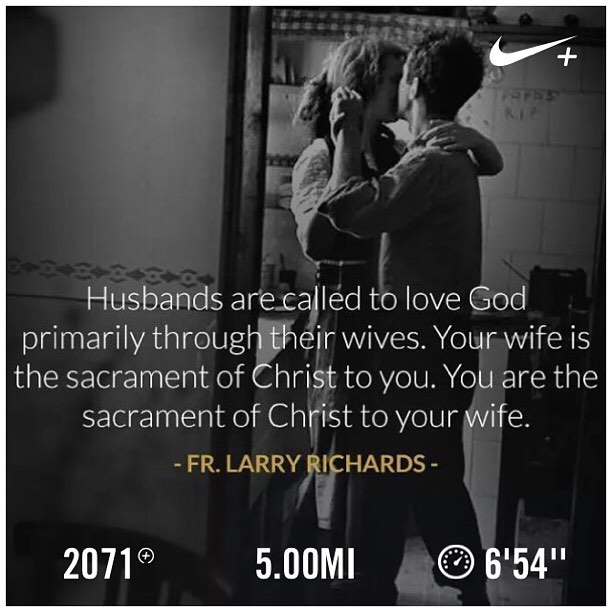 Husbands are called to love God
primarily through their wives. Your wife is
the sacrament of Christ to you. You are the
sacrament of Christ to your wife.
- FR. LARRY RICHARDS -
2071 5.00MI 6'54"